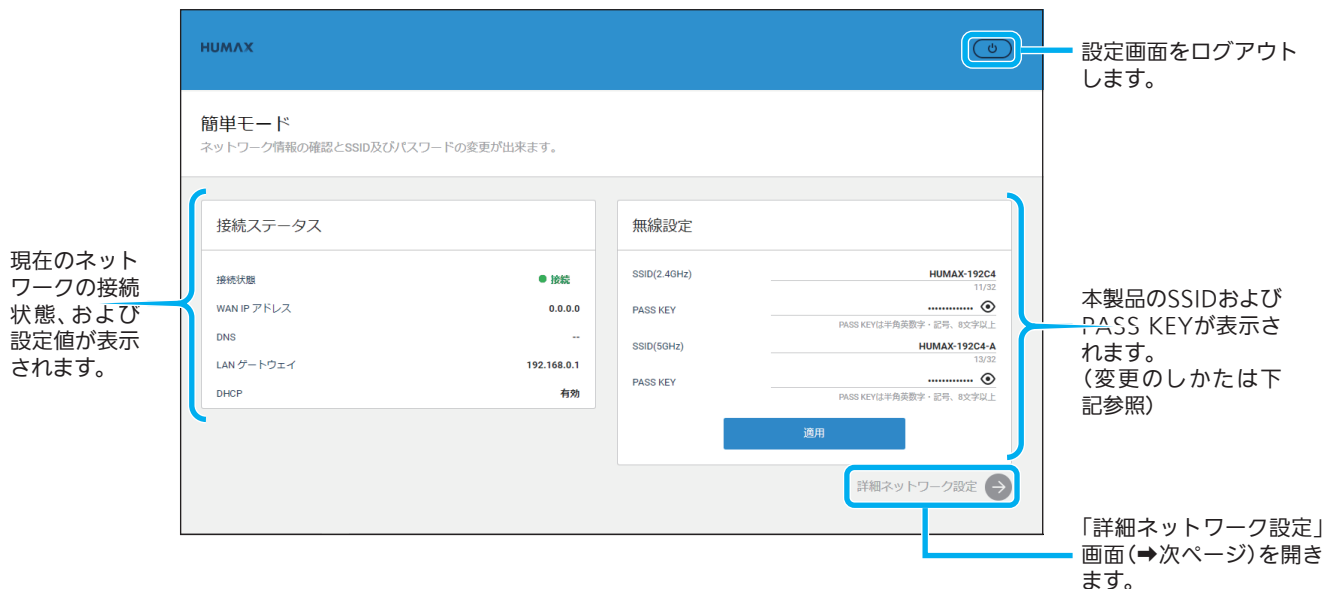 HUMAX
設定画面をログアウト
します。
簡単モード
ネットワーク情報の確認とSSID及びパスワードの変更が出来ます。
現在のネット
ワークの接続
状態、および
設定値が表示
されます。
接続ステータス
接続状態 接続
WAN IP アドレス 0.0.0.0
DNS --
LAN ゲートウェイ 192.168.0.1
DHCP 有効
無線設定
SSID(2.4GHz) HUMAX-192C4
11/32
PASS KEY ············
PASS KEYは半角英数字・記号、8文字以上
SSID(5GHz) HUMAX-192C4-A
13/32
PASS KEY ············
PASS KEYは半角英数字・記号、8文字以上
適用
本製品のSSIDおよび
PASS KEYが表示さ
れます。
(変更のしかたは下
記参照)
詳細ネットワーク設定
「詳細ネットワーク設定」
画面(➡次ページ)を開き
ます。